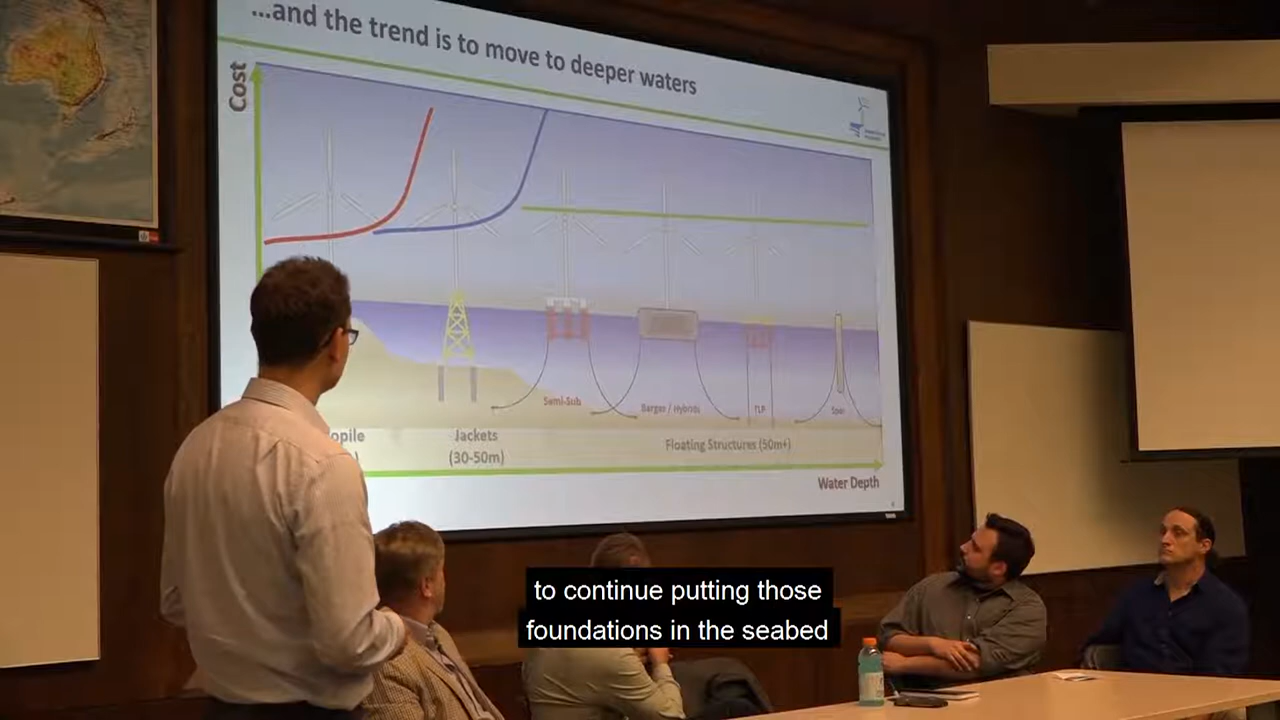 ...and the trend is to move to deeper waters
Cost
Semi-Sub
Barges / Hybrids
TLP
Spar
opile
Jackets
(30-50m)
Floating Structures (50m+)
Water Depth
to continue putting those
foundations in the seabed